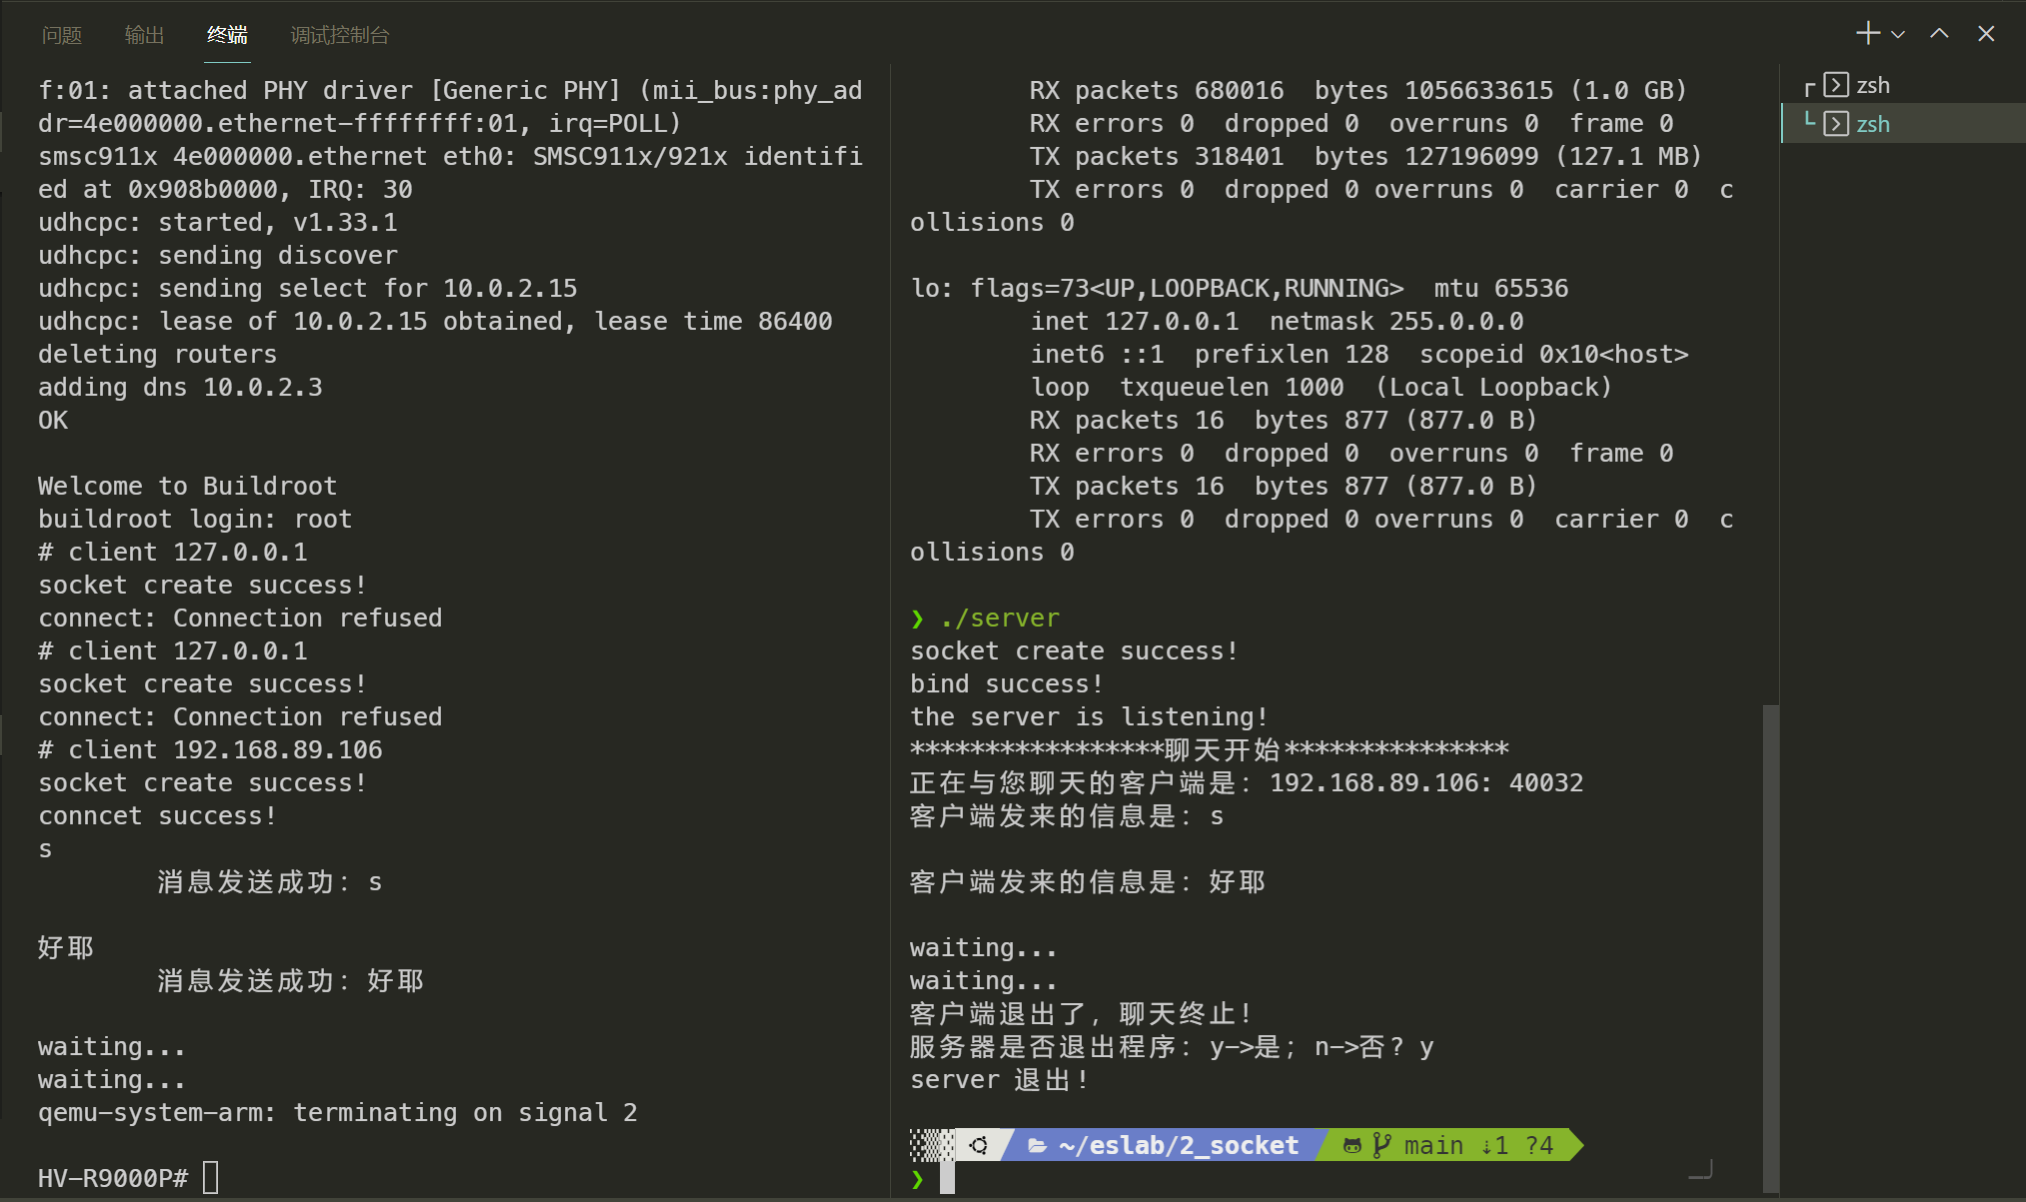 问题 输出 终端 调试控制台
f:01: attached PHY driver [Generic PHY] (mii_bus:phy_ad
dr=4e000000.ethernet-ffffffff:01, irq=POLL)
smsc911x 4e000000.ethernet eth0: SMSC911x/921x identifi
ed at 0x908b0000, IRQ: 30
udhcpc: started, v1.33.1
udhcpc: sending discover
udhcpc: sending select for 10.0.2.15
udhcpc: lease of 10.0.2.15 obtained, lease time 86400
deleting routers
adding dns 10.0.2.3
OK
Welcome to Buildroot
buildroot login: root
# client 127.0.0.1
socket create success!
connect: Connection refused
# client 127.0.0.1
socket create success!
connect: Connection refused
# client 192.168.89.106
socket create success!
conncet success!
s
消息发送成功: s
好耶
消息发送成功: 好耶
waiting...
waiting...
qemu-system-arm: terminating on signal 2
HV-R9000P#
RX packets 680016  bytes 1056633615 (1.0 GB)
RX errors 0  dropped 0  overruns 0  frame 0
TX packets 318401  bytes 127196099 (127.1 MB)
TX errors 0  dropped 0 overruns 0  carrier 0  c
ollisions 0
lo: flags=73<UP,LOOPBACK,RUNNING>  mtu 65536
inet 127.0.0.1  netmask 255.0.0.0
inet6 ::1  prefixlen 128  scopeid 0x10<host>
loop  txqueuelen 1000  (Local Loopback)
RX packets 16  bytes 877 (877.0 B)
RX errors 0  dropped 0  overruns 0  frame 0
TX packets 16  bytes 877 (877.0 B)
TX errors 0  dropped 0 overruns 0  carrier 0  c
ollisions 0
❯ ./server
socket create success!
bind success!
the server is listening!
*****************聊天开始***************
正在与您聊天的客户端是: 192.168.89.106: 40032
客户端发来的信息是: s
客户端发来的信息是: 好耶
waiting...
waiting...
客户端退出了, 聊天终止!
服务器是否退出程序: y->是; n->否? y
server 退出!
~/eslab/2_socket main ⇣1 ?4
❯
zsh
zsh